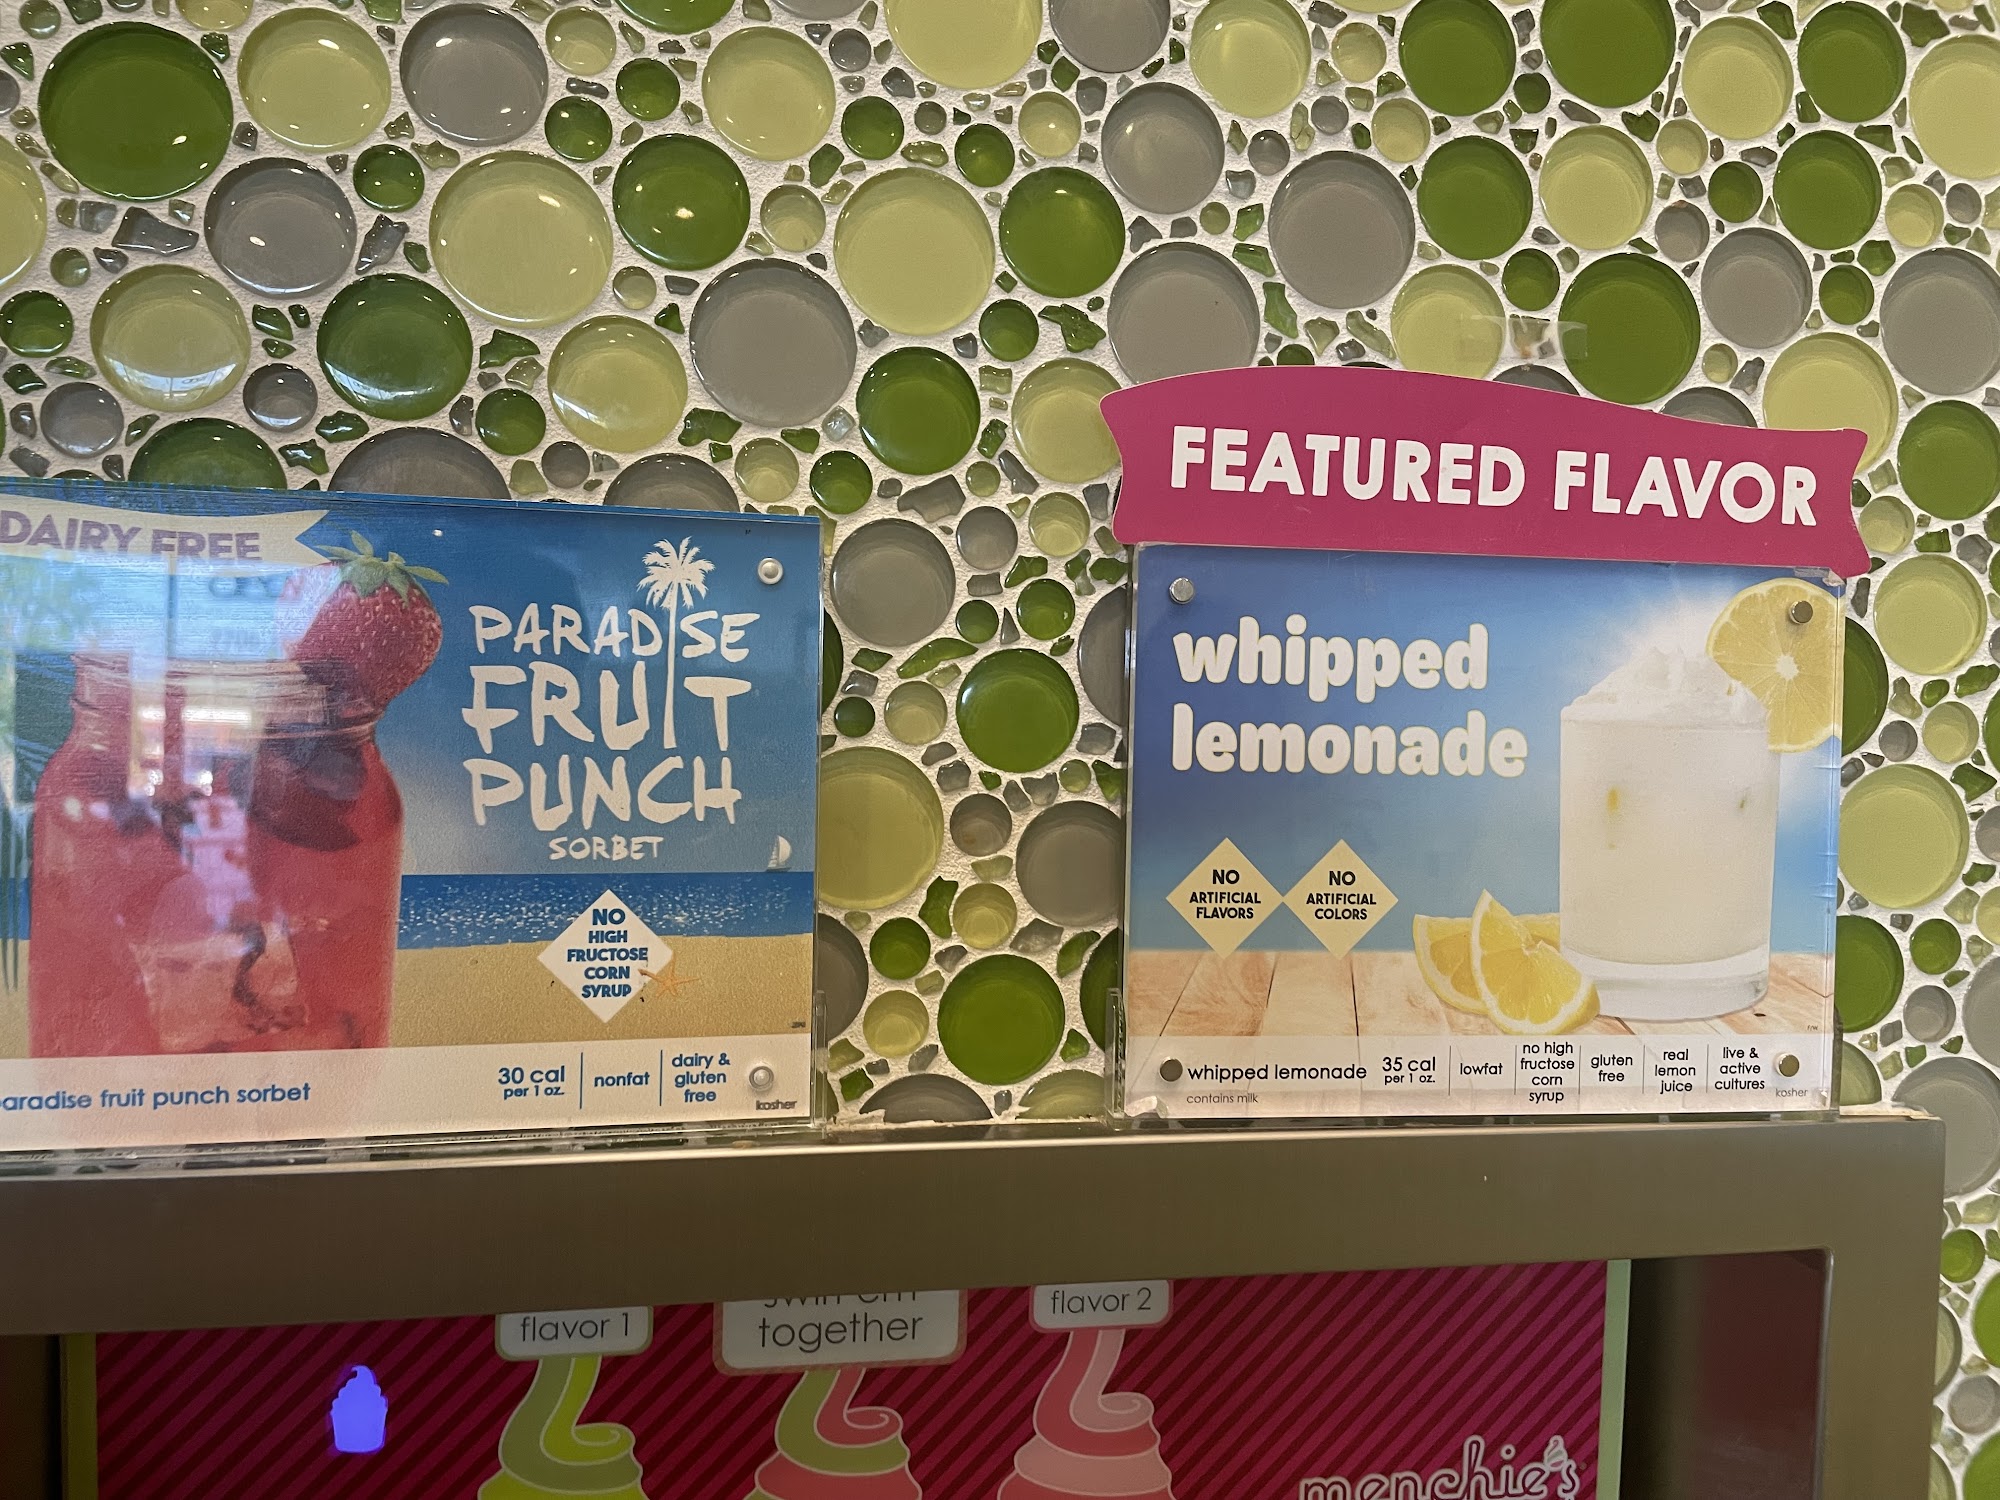 DAIRY FREE
PARADISE
FRUIT
PUNCH
SORBET
NO
HIGH
FRUCTOSE
CORN
SYRUP
aradise fruit punch sorbet
30 cal
per 1 oz.
nonfat
dairy &
gluten
free
kosher
FEATURED FLAVOR
whipped
lemonade
NO
ARTIFICIAL
FLAVORS
NO
ARTIFICIAL
COLORS
whipped lemonade
contains milk
35 cal
per 1 oz.
lowfat
no high
fructose
corn
syrup
gluten
free
real
lemon
juice
live &
active
cultures
kosher
flavor 1
swirl 'em
together
flavor 2
menchie's